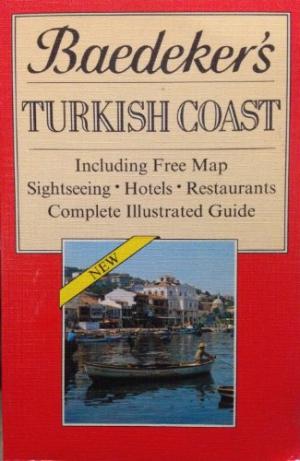 Baedeker's
TURKISH COAST
Including Free Map
Sightseeing • Hotels • Restaurants
Complete Illustrated Guide
NEW